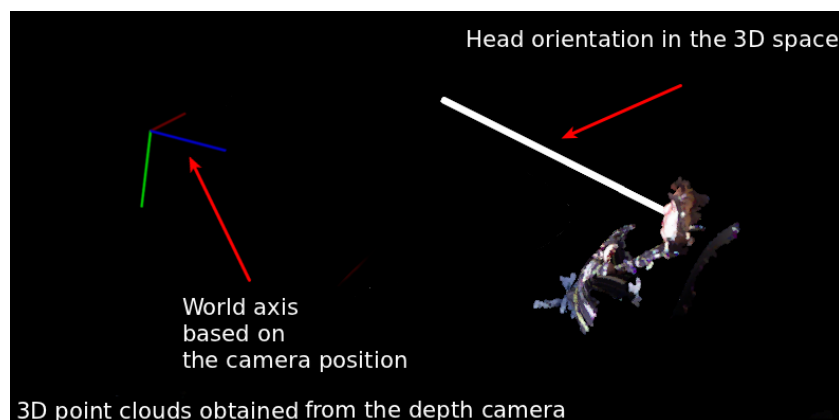 Head orientation in the 3D space
World axis
based on
the camera position
3D point clouds obtained from the depth camera